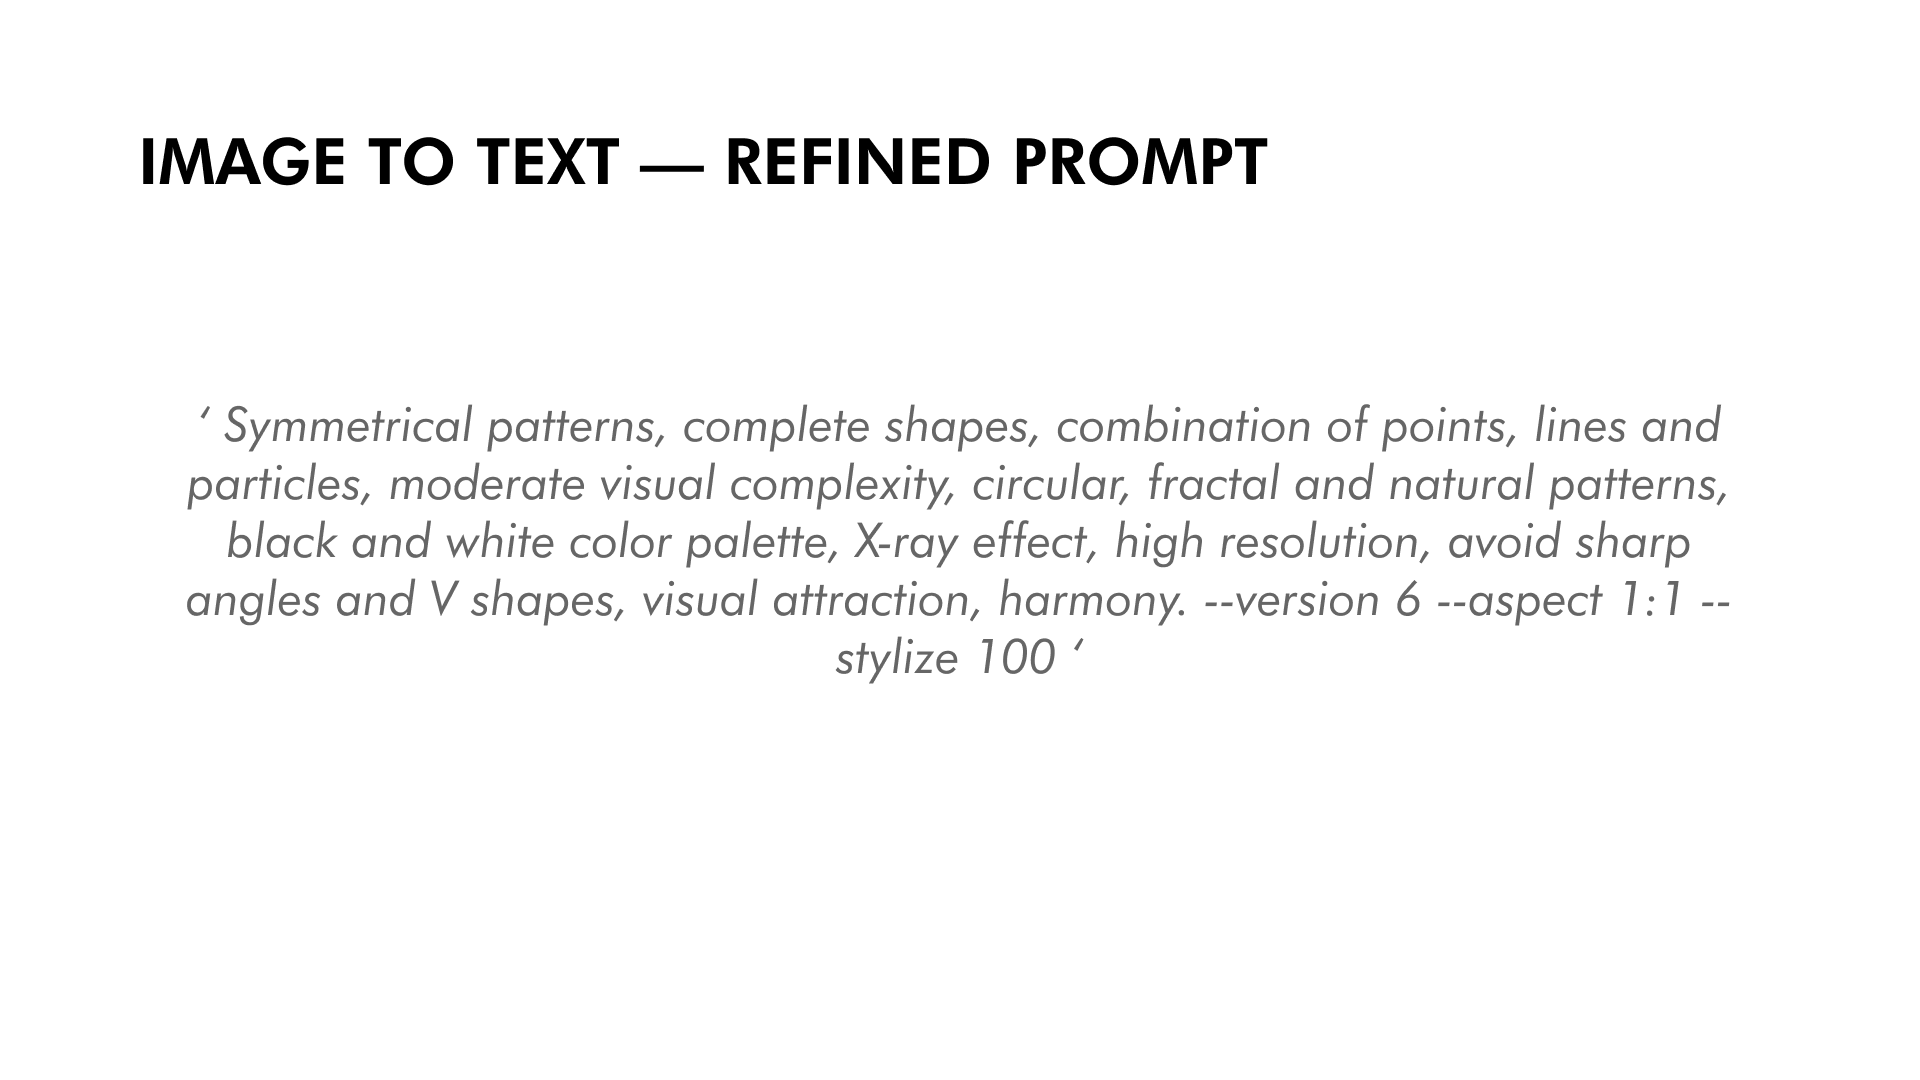 IMAGE TO TEXT — REFINED PROMPT
‘ Symmetrical patterns, complete shapes, combination of points, lines and
particles, moderate visual complexity, circular, fractal and natural patterns,
black and white color palette, X-ray effect, high resolution, avoid sharp
angles and V shapes, visual attraction, harmony. --version 6 --aspect 1:1 --
stylize 100 ‘